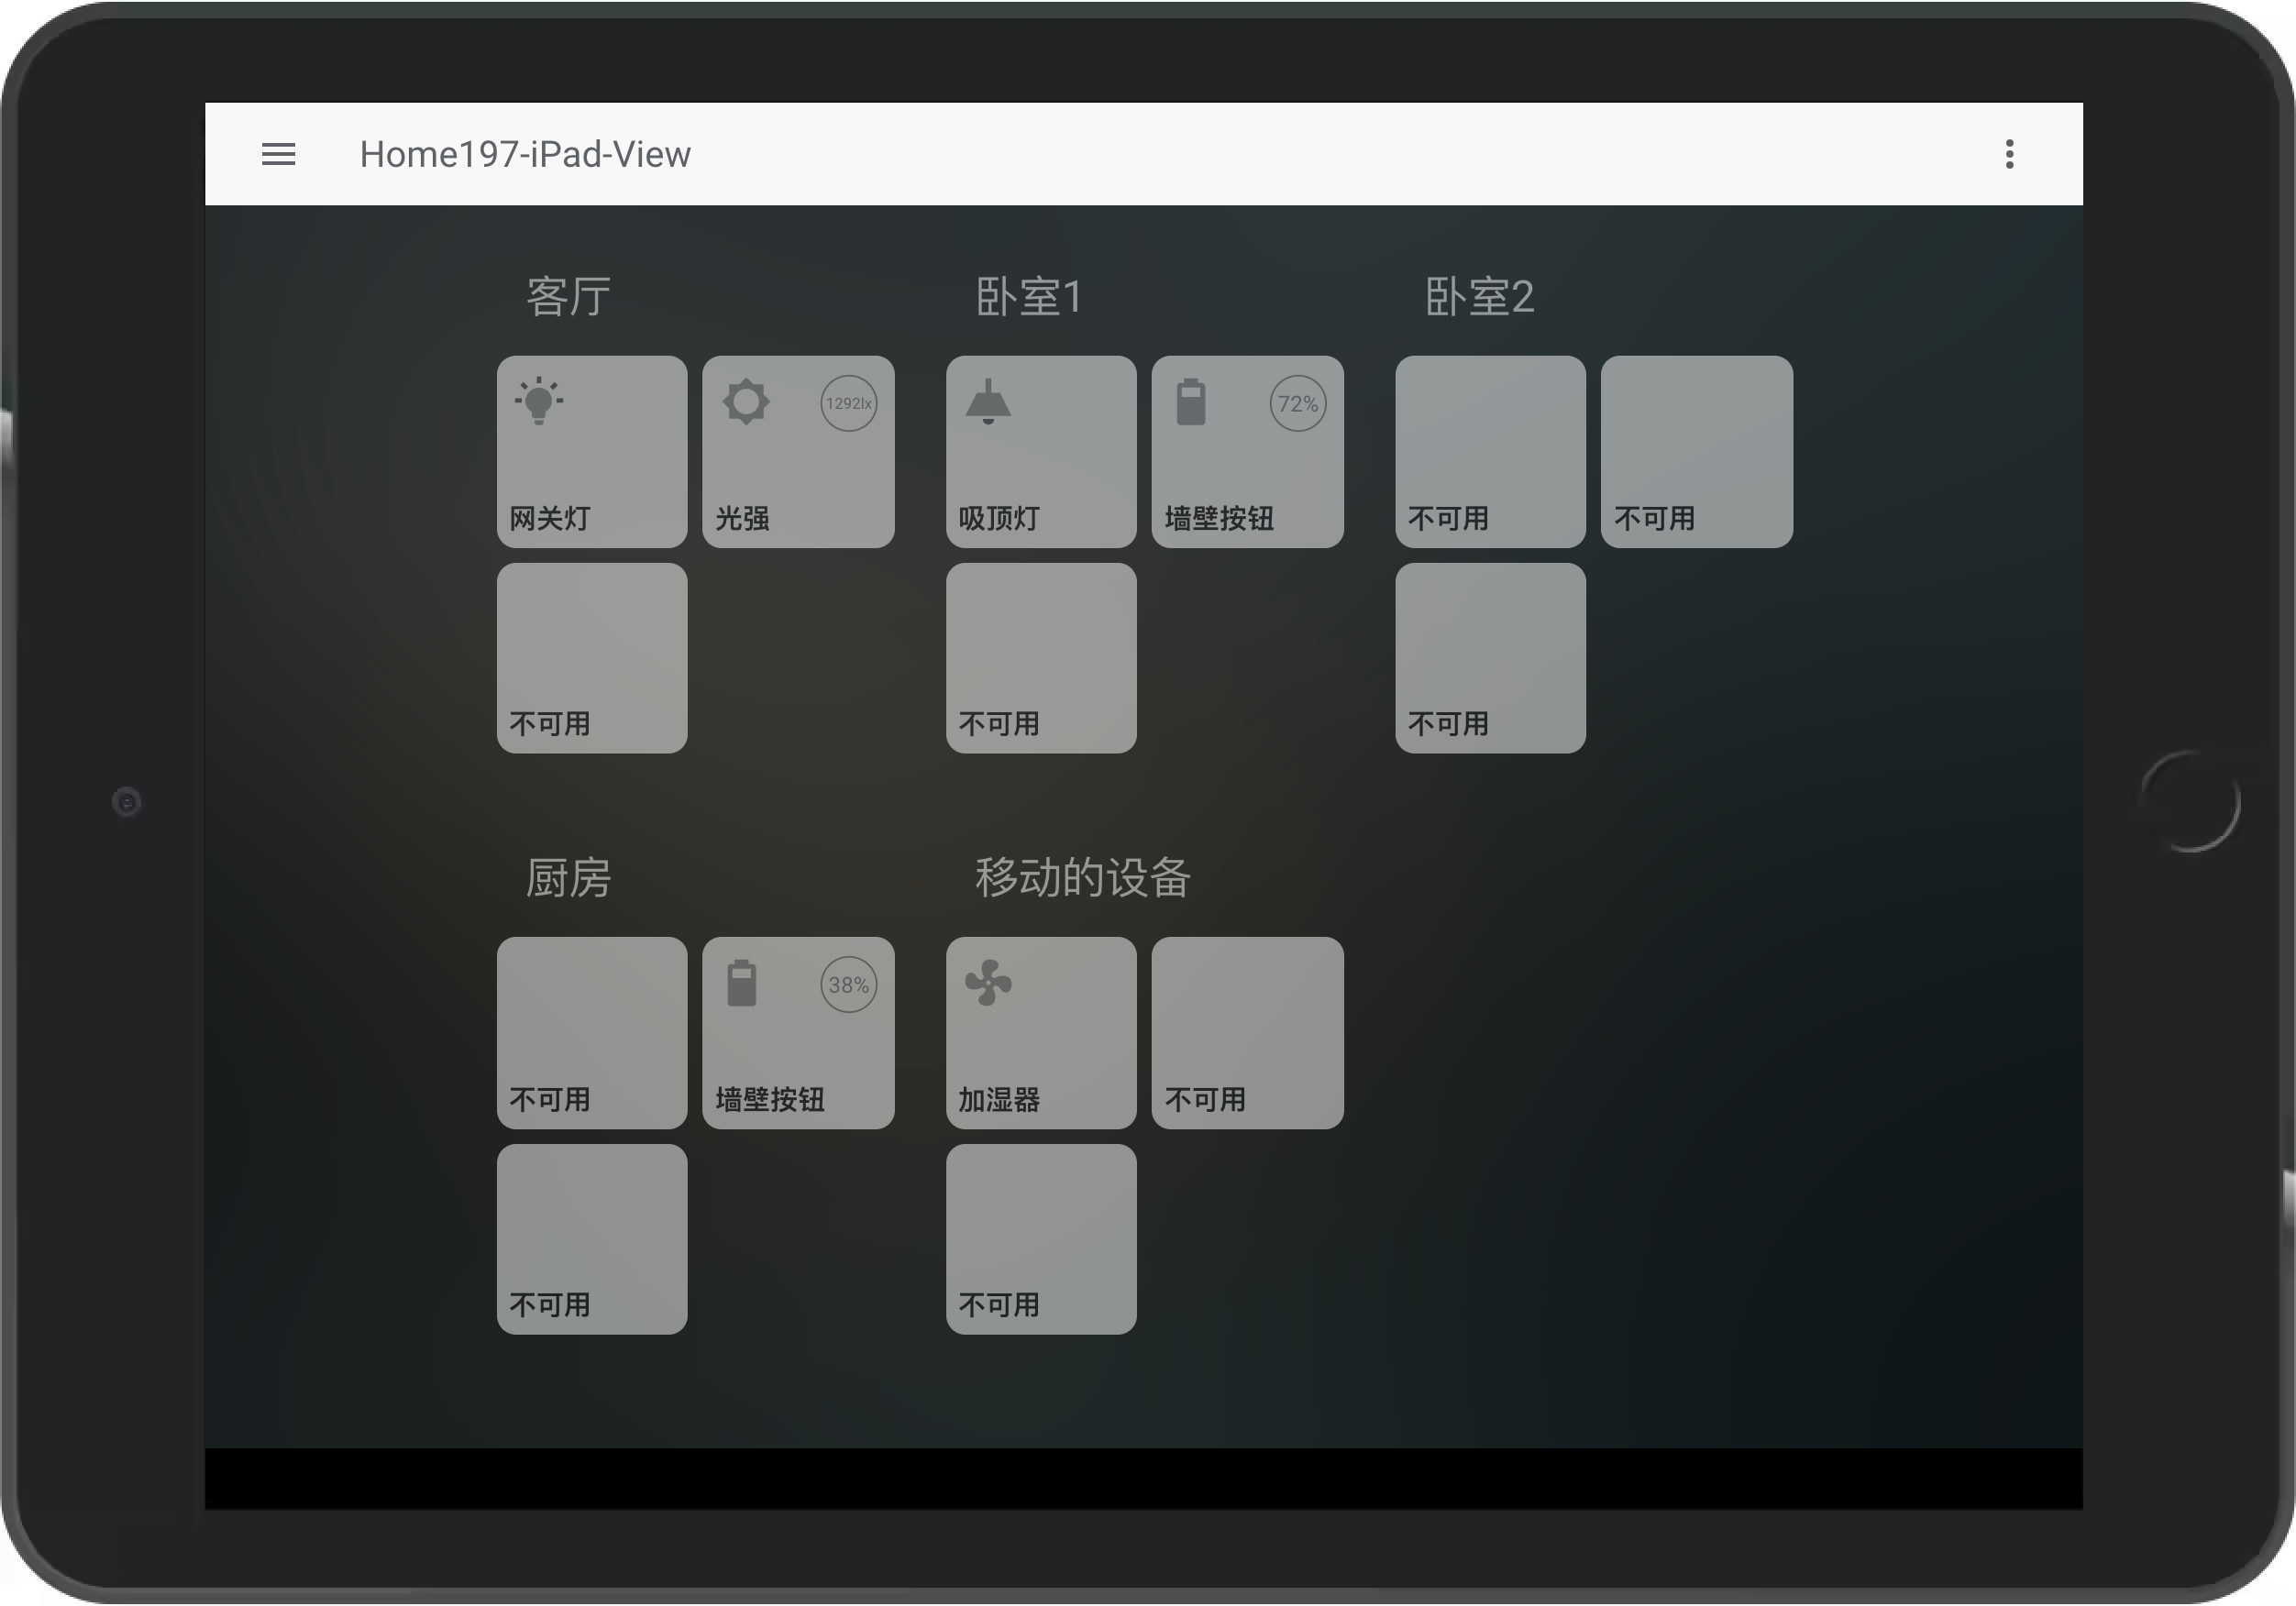 Home197-iPad-View
客厅
网关灯
1292lx
光强
不可用
卧室1
吸顶灯
72%
墙壁按钮
不可用
卧室2
不可用
不可用
不可用
厨房
不可用
38%
墙壁按钮
不可用
移动的设备
加湿器
不可用
不可用